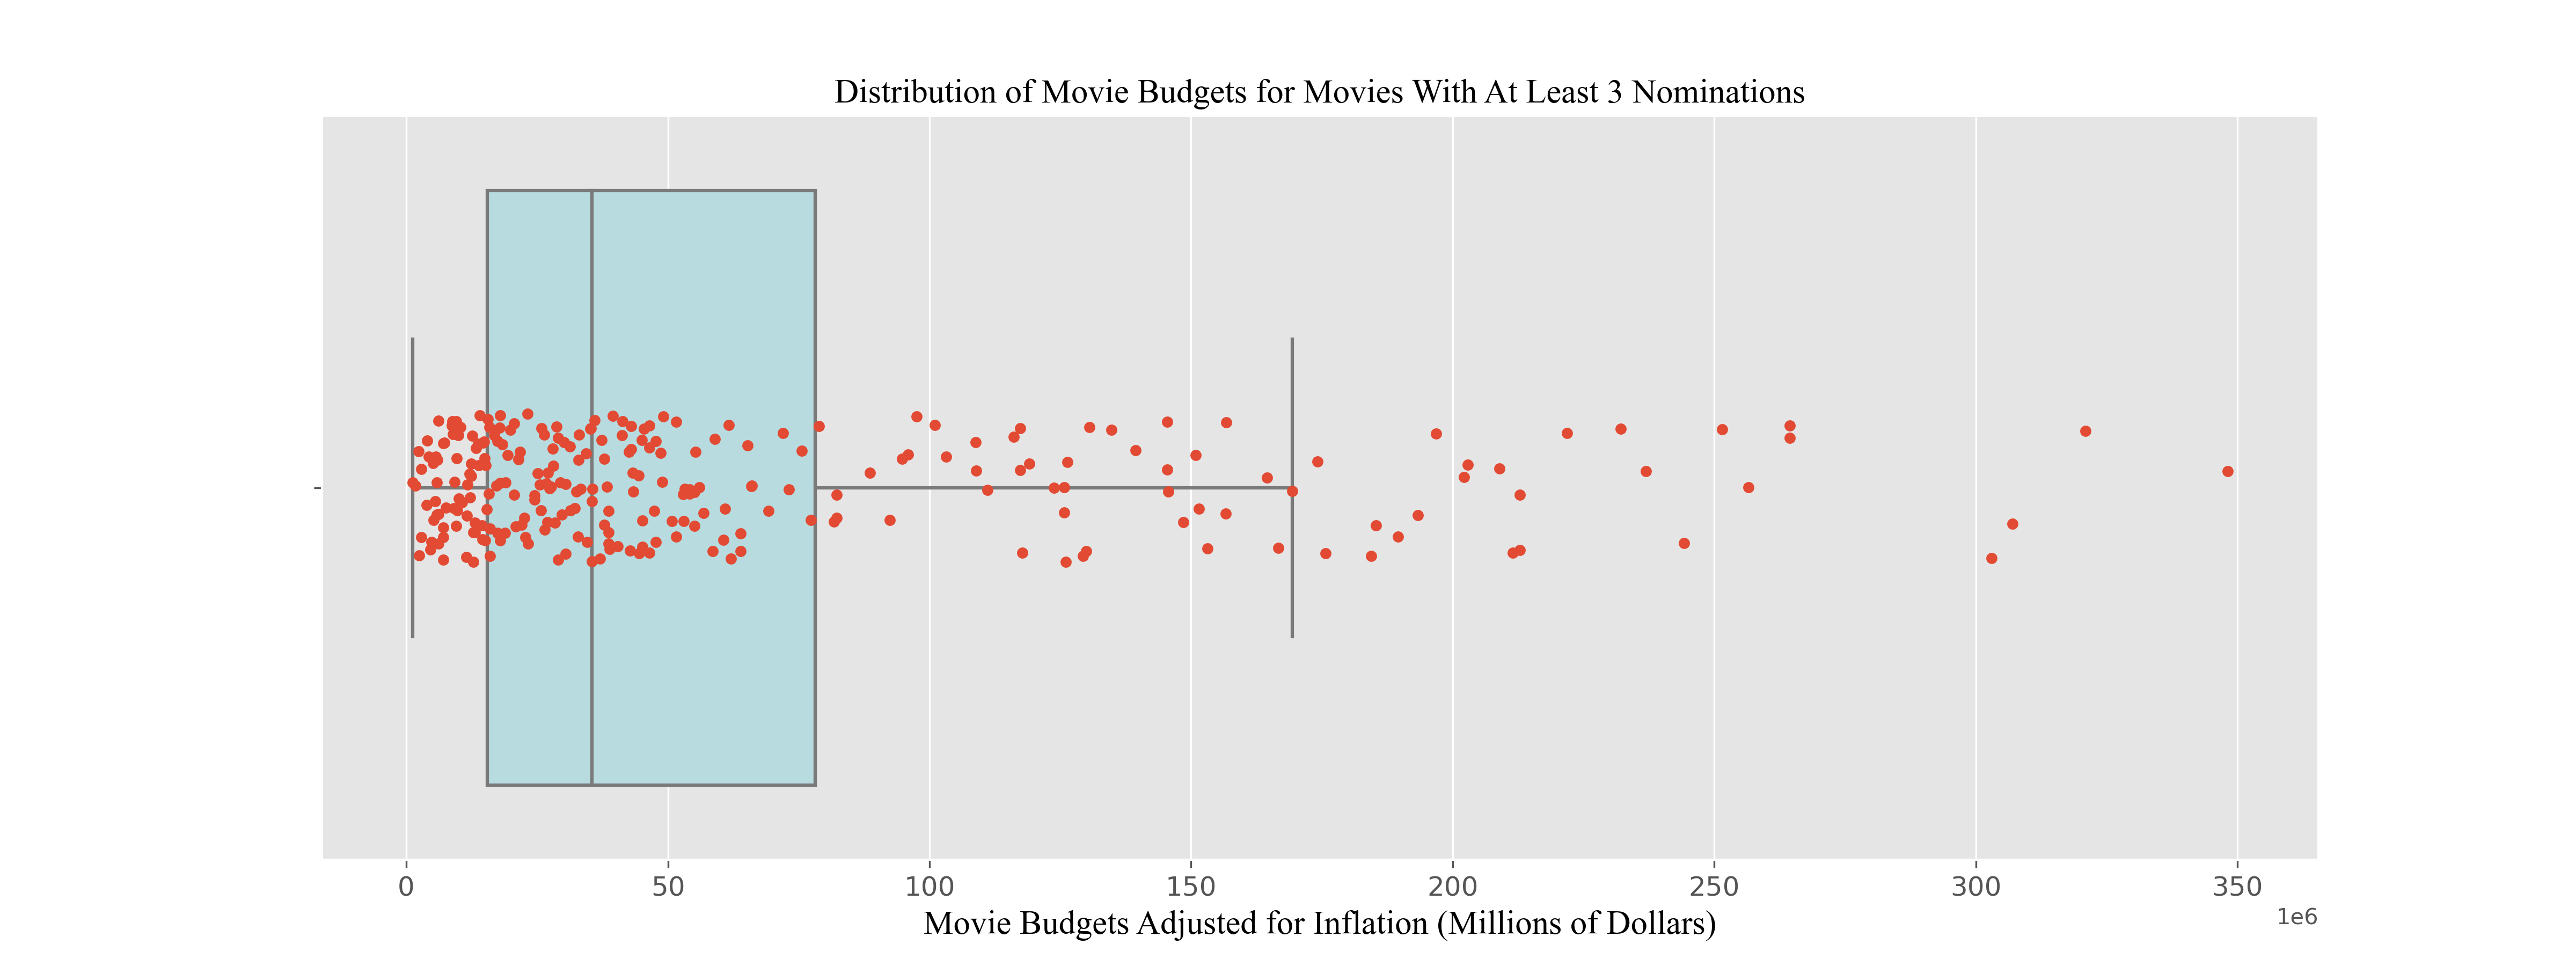 Distribution of Movie Budgets for Movies With At Least 3 Nominations
0 50 100 150 200 250 300 350
Movie Budgets Adjusted for Inflation (Millions of Dollars)
1e6